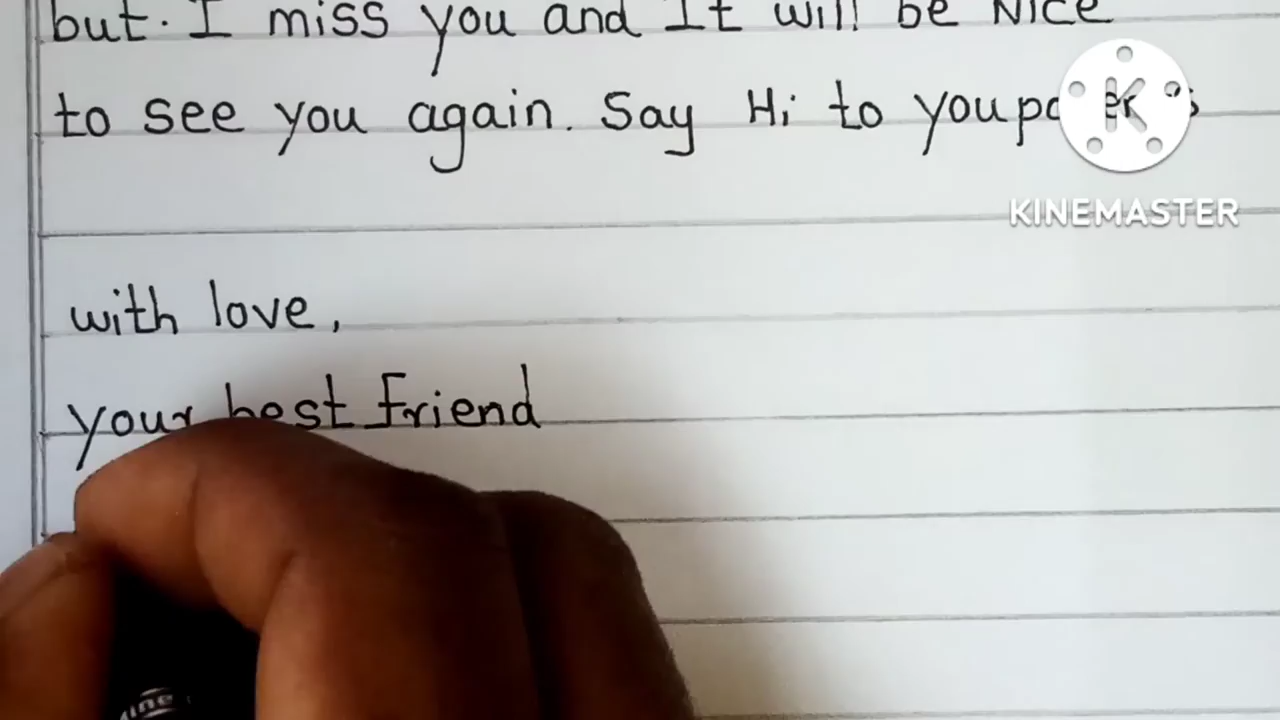 but. I miss you and It will be Nice
to see you again. Say Hi to you
KINEMASTER
with love,
your best friend